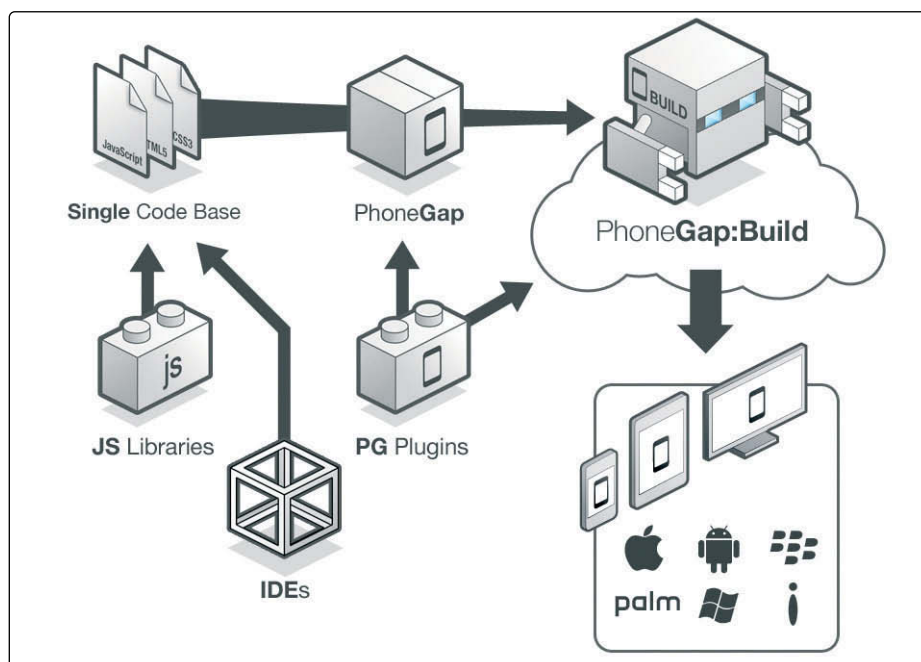 JavaScript
TML5
CSS3
BUILD
Single Code Base
PhoneGap
PhoneGap:Build
js
JS Libraries
PG Plugins
IDEs
palm